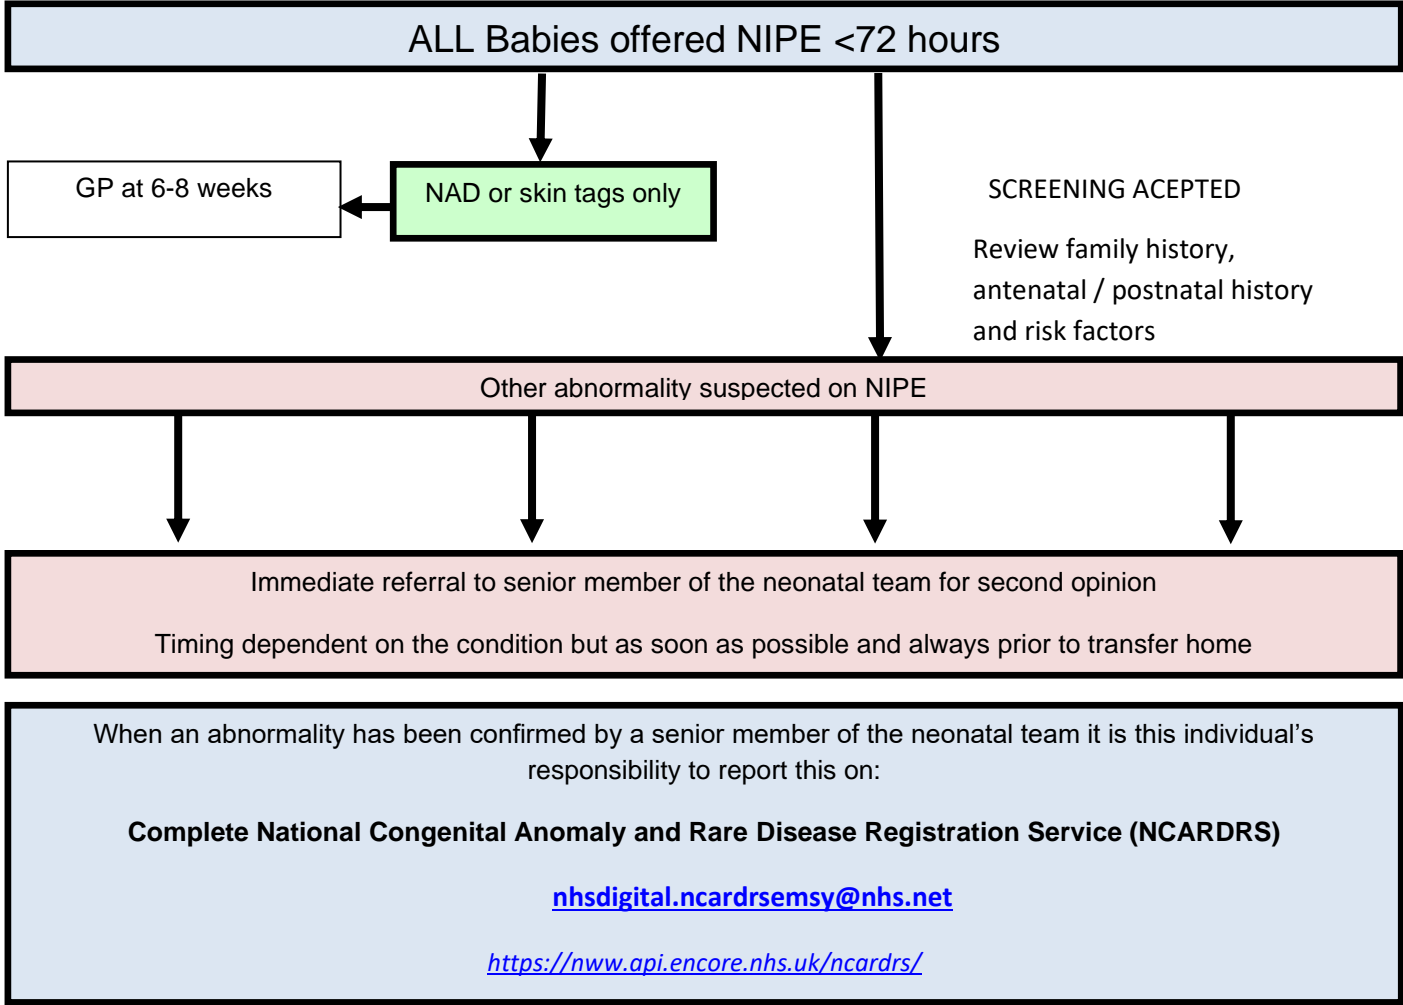 ALL Babies offered NIPE <72 hours
GP at 6-8 weeks
NAD or skin tags only
SCREENING ACEPTED
Review family history,
antenatal / postnatal history
and risk factors
Other abnormality suspected on NIPE
Immediate referral to senior member of the neonatal team for second opinion
Timing dependent on the condition but as soon as possible and always prior to transfer home
When an abnormality has been confirmed by a senior member of the neonatal team it is this individual’s
responsibility to report this on:
Complete National Congenital Anomaly and Rare Disease Registration Service (NCARDRS)
nhsdigital.ncardrsemsy@nhs.net
https://nww.api.encore.nhs.uk/ncardrs/